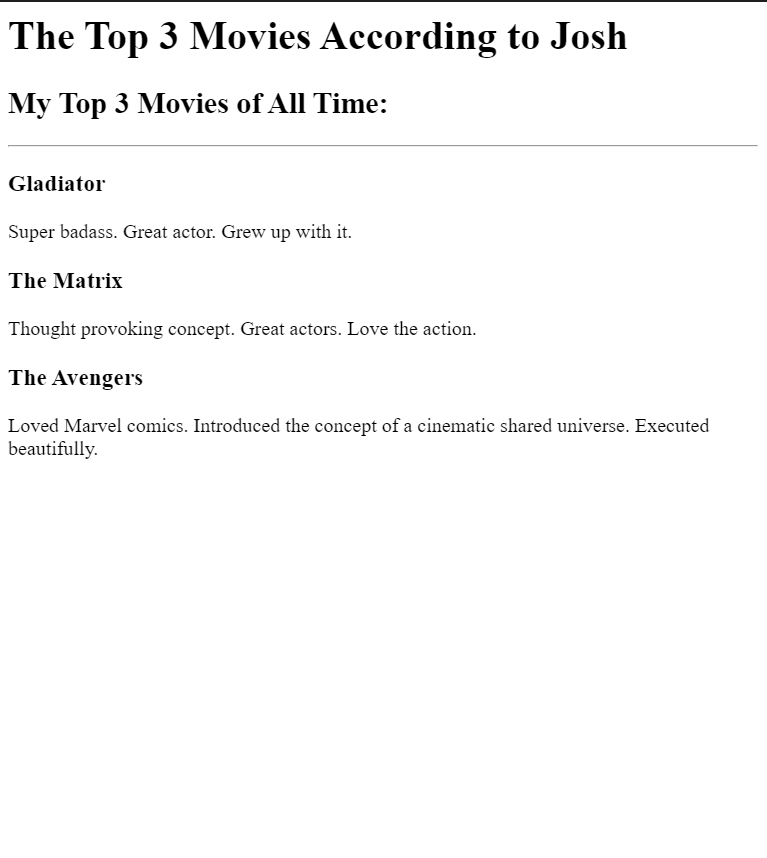 The Top 3 Movies According to Josh
My Top 3 Movies of All Time:
Gladiator
Super badass. Great actor. Grew up with it.
The Matrix
Thought provoking concept. Great actors. Love the action.
The Avengers
Loved Marvel comics. Introduced the concept of a cinematic shared universe. Executed
beautifully.